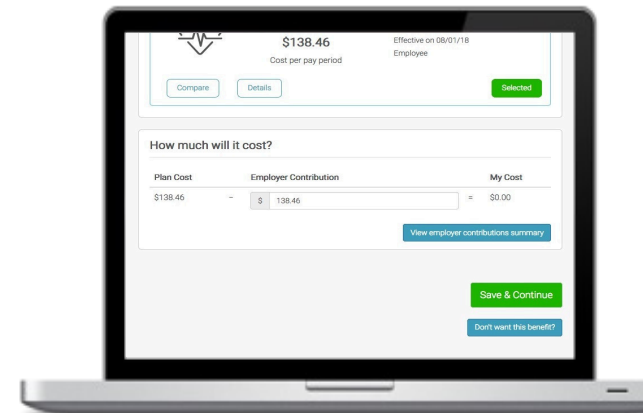 $138.46
Effective on 08/01/18
Cost per pay period
Employee
Compare
Details
Selected
How much will it cost?
Plan Cost
Employer Contribution
My Cost
$138.46 - $ 138.46 = $0.00
View employer contributions summary
Save & Continue
Don't want this benefit?